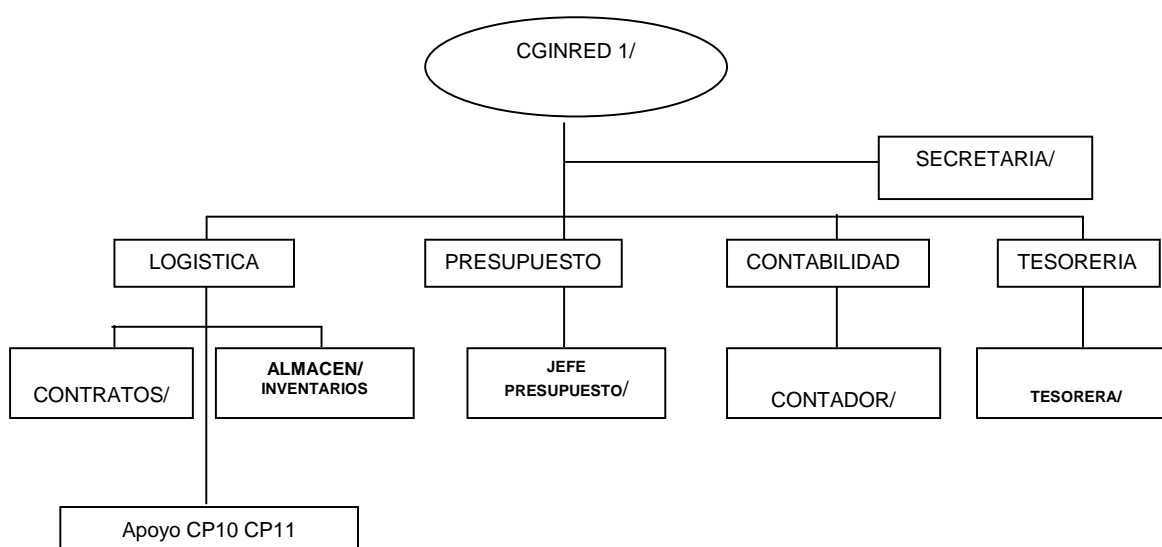 CGINRED 1/
SECRETARIA/
LOGISTICA
PRESUPUESTO
CONTABILIDAD
TESORERIA
CONTRATOS/
ALMACEN/
INVENTARIOS
JEFE
PRESUPUESTO/
CONTADOR/
TESORERA/
Apoyo CP10 CP11